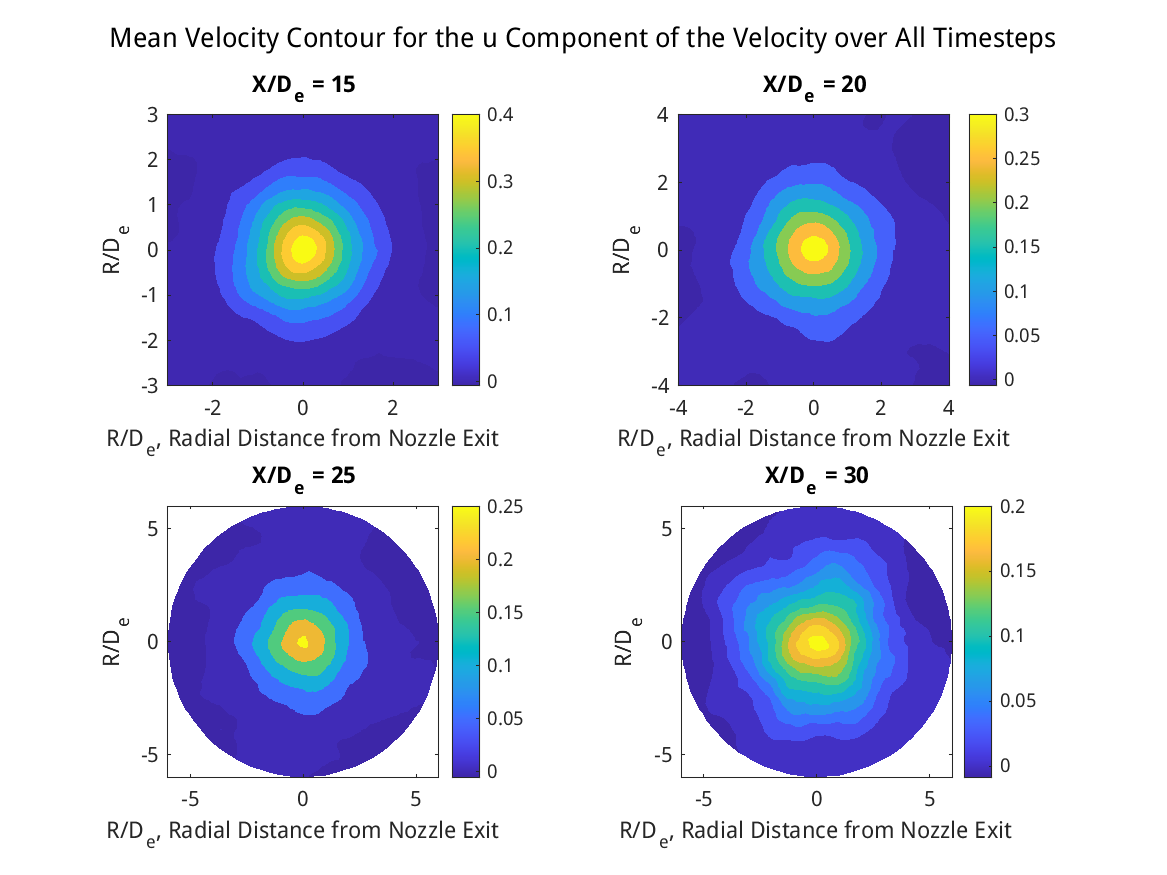 Mean Velocity Contour for the u Component of the Velocity over All Timesteps
X/De = 15
3
2
1
0
-1
-2
-3
R/De
-2 0 2
R/De, Radial Distance from Nozzle Exit
0.4
0.3
0.2
0.1
0
X/De = 20
4
2
0
-2
-4
R/De
-4 -2 0 2 4
R/De, Radial Distance from Nozzle Exit
0.3
0.25
0.2
0.15
0.1
0.05
0
X/De = 25
5
0
-5
R/De
-5 0 5
R/De, Radial Distance from Nozzle Exit
0.25
0.2
0.15
0.1
0.05
0
X/De = 30
5
0
-5
R/De
-5 0 5
R/De, Radial Distance from Nozzle Exit
0.2
0.15
0.1
0.05
0